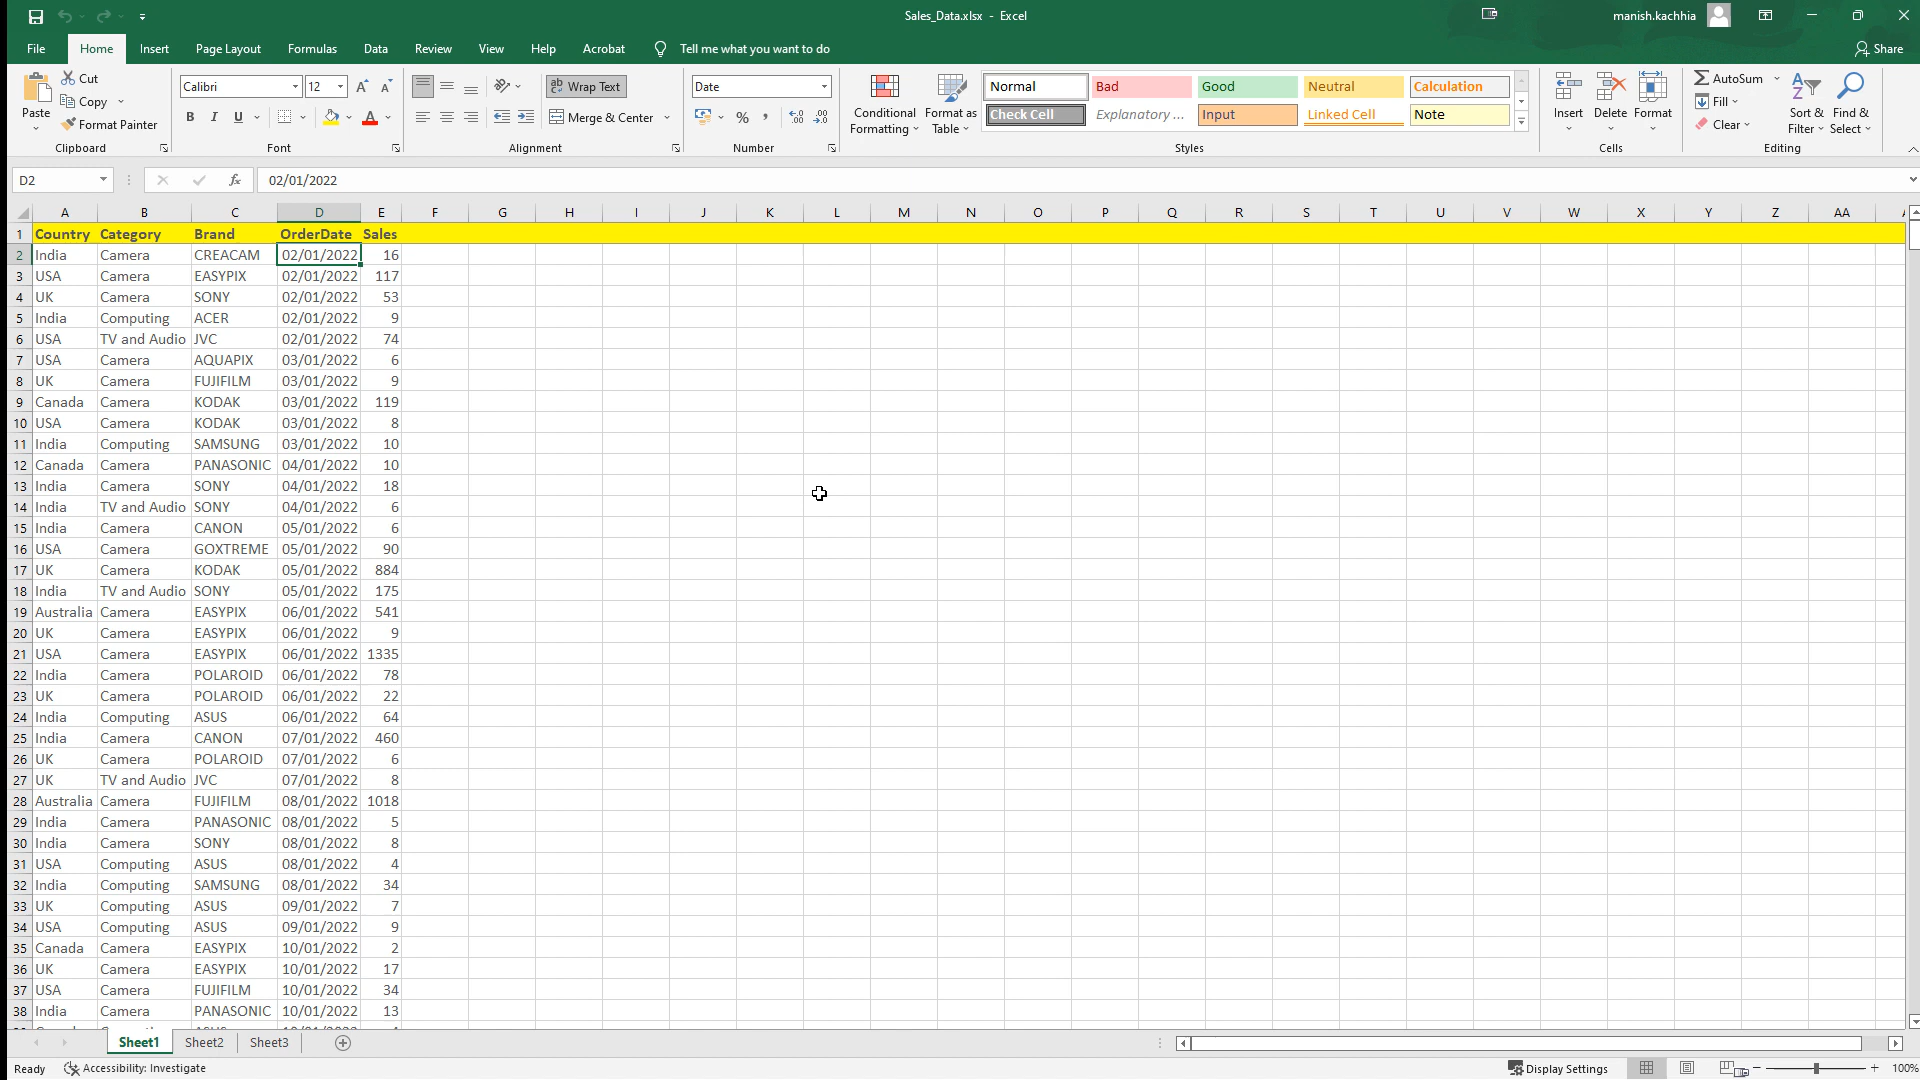 Sales_Data.xlsx - Excel
manish.kachhia
File Home Insert Page Layout Formulas Data Review View Help Acrobat Tell me what you want to do Share
Paste Cut Copy Format Painter
Calibri 12 B I U A A A
ab Wrap Text Merge & Center
Date % ,
Conditional Formatting Format as Table
Normal Bad Good Neutral Calculation
Check Cell Explanatory ... Input Linked Cell Note
Insert Delete Format
AutoSum Fill Clear Sort & Filter Find & Select
Clipboard Font Alignment Number Styles Cells Editing
D2 fx 02/01/2022
A B C D E F G H I J K L M N O P Q R S T U V W X Y Z AA
1 Country Category Brand OrderDate Sales
2 India Camera CREACAM 02/01/2022 16
3 USA Camera EASYPIX 02/01/2022 117
4 UK Camera SONY 02/01/2022 53
5 India Computing ACER 02/01/2022 9
6 USA TV and Audio JVC 02/01/2022 74
7 USA Camera AQUAPIX 03/01/2022 6
8 UK Camera FUJIFILM 03/01/2022 9
9 Canada Camera KODAK 03/01/2022 119
10 USA Camera KODAK 03/01/2022 8
11 India Computing SAMSUNG 03/01/2022 10
12 Canada Camera PANASONIC 04/01/2022 10
13 India Camera SONY 04/01/2022 18
14 India TV and Audio SONY 04/01/2022 6
15 India Camera CANON 05/01/2022 6
16 USA Camera GOXTREME 05/01/2022 90
17 UK Camera KODAK 05/01/2022 884
18 India TV and Audio SONY 05/01/2022 175
19 Australia Camera EASYPIX 06/01/2022 541
20 UK Camera EASYPIX 06/01/2022 9
21 USA Camera EASYPIX 06/01/2022 1335
22 India Camera POLAROID 06/01/2022 78
23 UK Camera POLAROID 06/01/2022 22
24 India Computing ASUS 06/01/2022 64
25 India Camera CANON 07/01/2022 460
26 UK Camera POLAROID 07/01/2022 6
27 UK TV and Audio JVC 07/01/2022 8
28 Australia Camera FUJIFILM 08/01/2022 1018
29 India Camera PANASONIC 08/01/2022 5
30 India Camera SONY 08/01/2022 8
31 USA Computing ASUS 08/01/2022 4
32 India Computing SAMSUNG 08/01/2022 34
33 UK Computing ASUS 09/01/2022 7
34 USA Computing ASUS 09/01/2022 9
35 Canada Camera EASYPIX 10/01/2022 2
36 UK Camera EASYPIX 10/01/2022 17
37 USA Camera FUJIFILM 10/01/2022 34
38 India Camera PANASONIC 10/01/2022 13
Sheet1 Sheet2 Sheet3
Ready Accessibility: Investigate Display Settings 100%